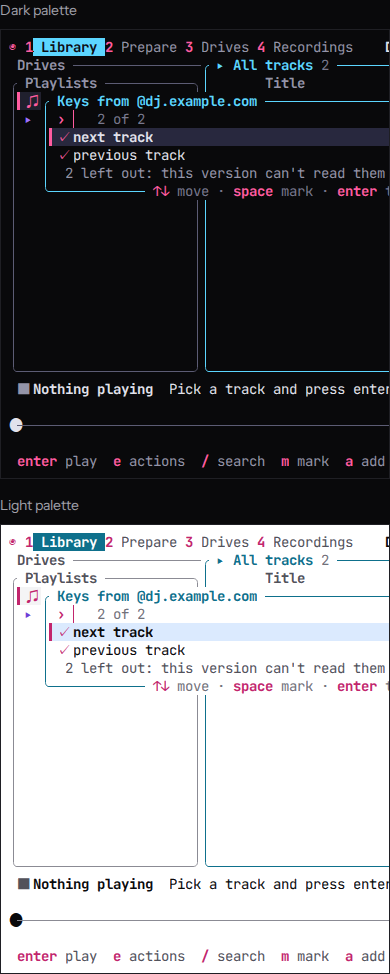 Dark palette
1 Library 2 Prepare 3 Drives 4 Recordings D
Drives
▸ All tracks 2
Playlists
Title
♫
Keys from @dj.example.com
▸
› 2 of 2
✓ next track
✓ previous track
2 left out: this version can't read them
↑↓ move · space mark · enter t
Nothing playing Pick a track and press enter
enter play e actions / search m mark a add
Light palette
1 Library 2 Prepare 3 Drives 4 Recordings D
Drives
▸ All tracks 2
Playlists
Title
♫
Keys from @dj.example.com
▸
› 2 of 2
✓ next track
✓ previous track
2 left out: this version can't read them
↑↓ move · space mark · enter t
Nothing playing Pick a track and press enter
enter play e actions / search m mark a add